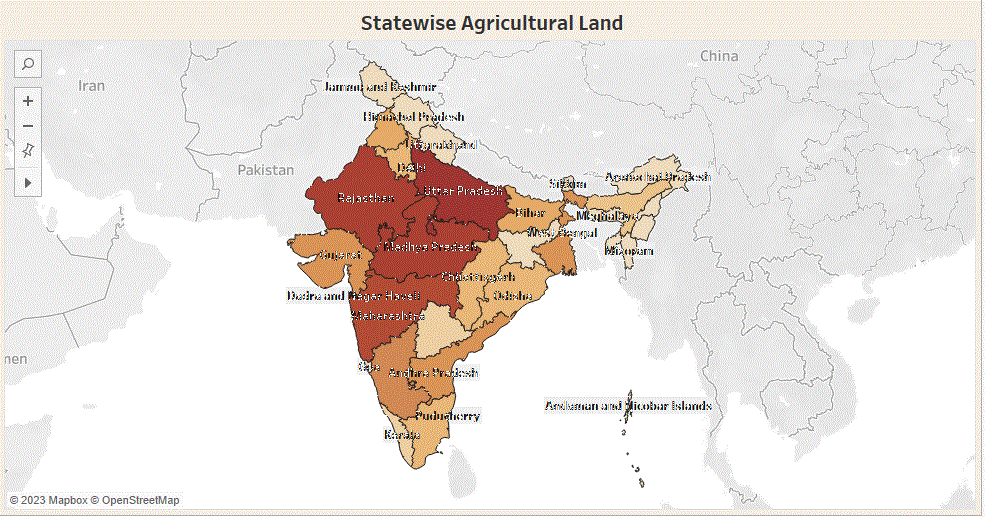 Statewise Agricultural Land
China
Iran
Jammu and Kashmir
Himachal Pradesh
Uttarakhand
Delhi
Pakistan
Arunachal Pradesh
Sikkim
Uttar Pradesh
Rajasthan
Bihar
Meghalaya
West Bengal
Madhya Pradesh
Mizoram
Gujarat
Chhattisgarh
Dadra and Nagar Haveli
Odisha
Maharashtra
men
Goa
Andhra Pradesh
Andaman and Nicobar Islands
Puducherry
Kerala
© 2023 Mapbox © OpenStreetMap